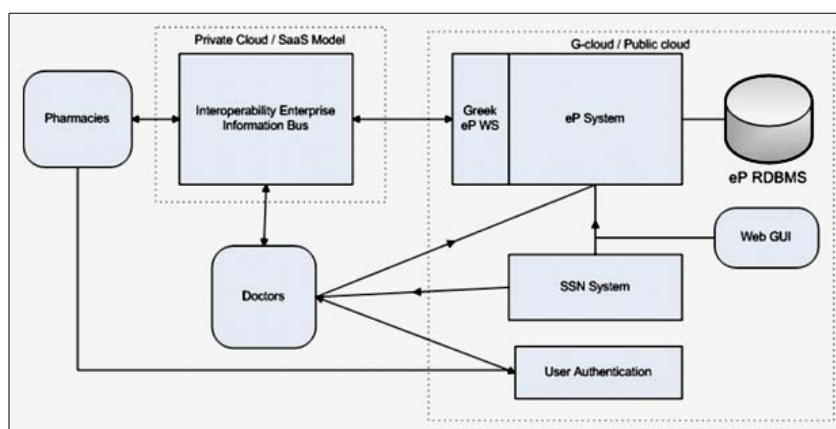 Private Cloud / SaaS Model
G-cloud / Public cloud
Pharmacies
Interoperability Enterprise
Information Bus
Greek
eP WS
eP System
eP RDBMS
Web GUI
Doctors
SSN System
User Authentication